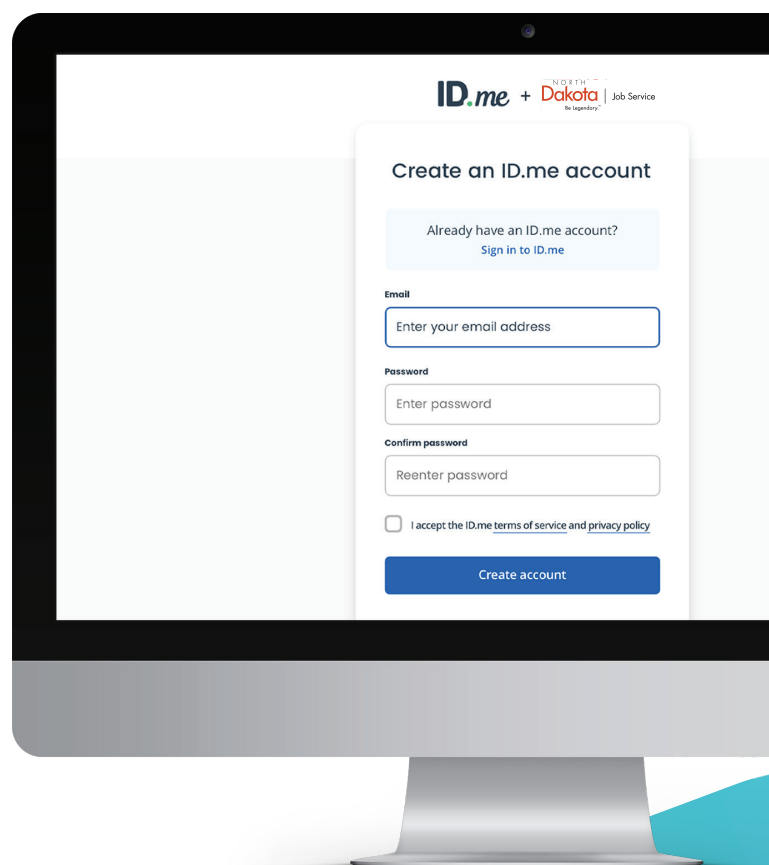 ID.me + NORTH Dakota Be Legendary.™ | Job Service
Create an ID.me account
Already have an ID.me account?
Sign in to ID.me
Email
Enter your email address
Password
Enter password
Confirm password
Reenter password
I accept the ID.me terms of service and privacy policy
Create account